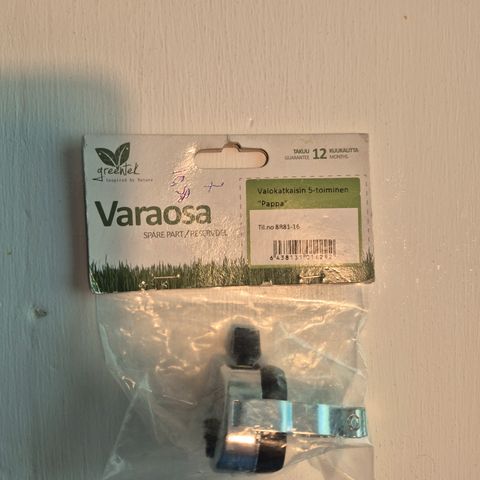 greentek
Inspired by Nature
TAKUU
GUARANTEE
12
KUUKAUTTA
MONTHS
Varaosa
SPARE PART/RESERVDEL
Valokatkaisin 5-toiminen
"Pappa"
Til.no 8R81-16